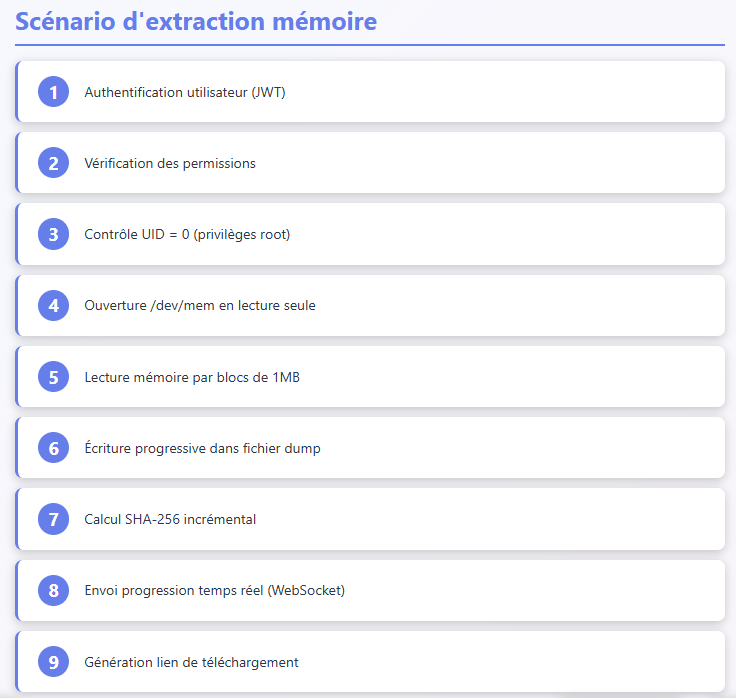 Scénario d'extraction mémoire
1 Authentification utilisateur (JWT)
2 Vérification des permissions
3 Contrôle UID = 0 (privilèges root)
4 Ouverture /dev/mem en lecture seule
5 Lecture mémoire par blocs de 1MB
6 Écriture progressive dans fichier dump
7 Calcul SHA-256 incrémental
8 Envoi progression temps réel (WebSocket)
9 Génération lien de téléchargement